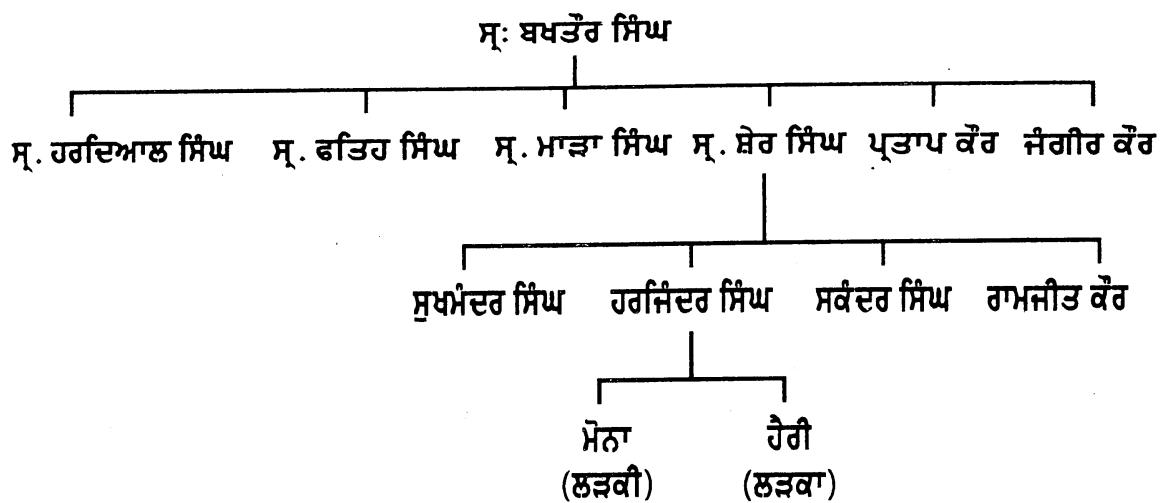 ਸ੍ਰਃ ਬਖਤੌਰ ਸਿੰਘ
ਸ੍ਰ. ਹਰਦਿਆਲ ਸਿੰਘ ਸ੍ਰ. ਫਤਿਹ ਸਿੰਘ ਸ੍ਰ. ਮਾੜਾ ਸਿੰਘ ਸ੍ਰ. ਸ਼ੇਰ ਸਿੰਘ ਪ੍ਰਤਾਪ ਕੌਰ ਜੰਗੀਰ ਕੌਰ
ਸੁਖਮੰਦਰ ਸਿੰਘ ਹਰਜਿੰਦਰ ਸਿੰਘ ਸਕੰਦਰ ਸਿੰਘ ਰਾਮਜੀਤ ਕੌਰ
ਮੋਨਾ ਹੈਰੀ
(ਲੜਕੀ) (ਲੜਕਾ)